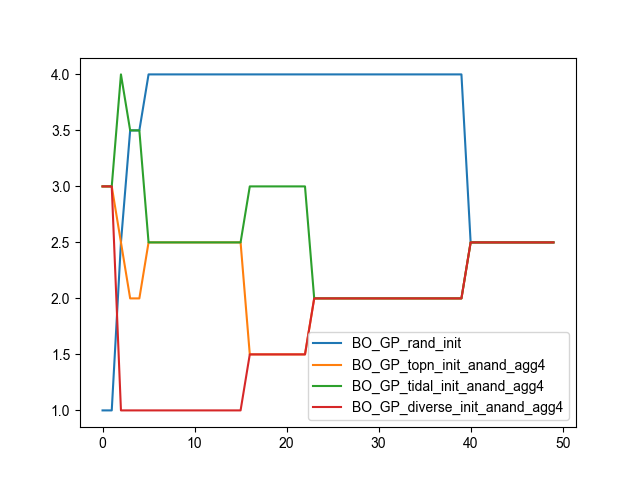 4.0
3.5
3.0
2.5
2.0
1.5
1.0
0 10 20 30 40 50
BO_GP_rand_init
BO_GP_topn_init_anand_agg4
BO_GP_tidal_init_anand_agg4
BO_GP_diverse_init_anand_agg4